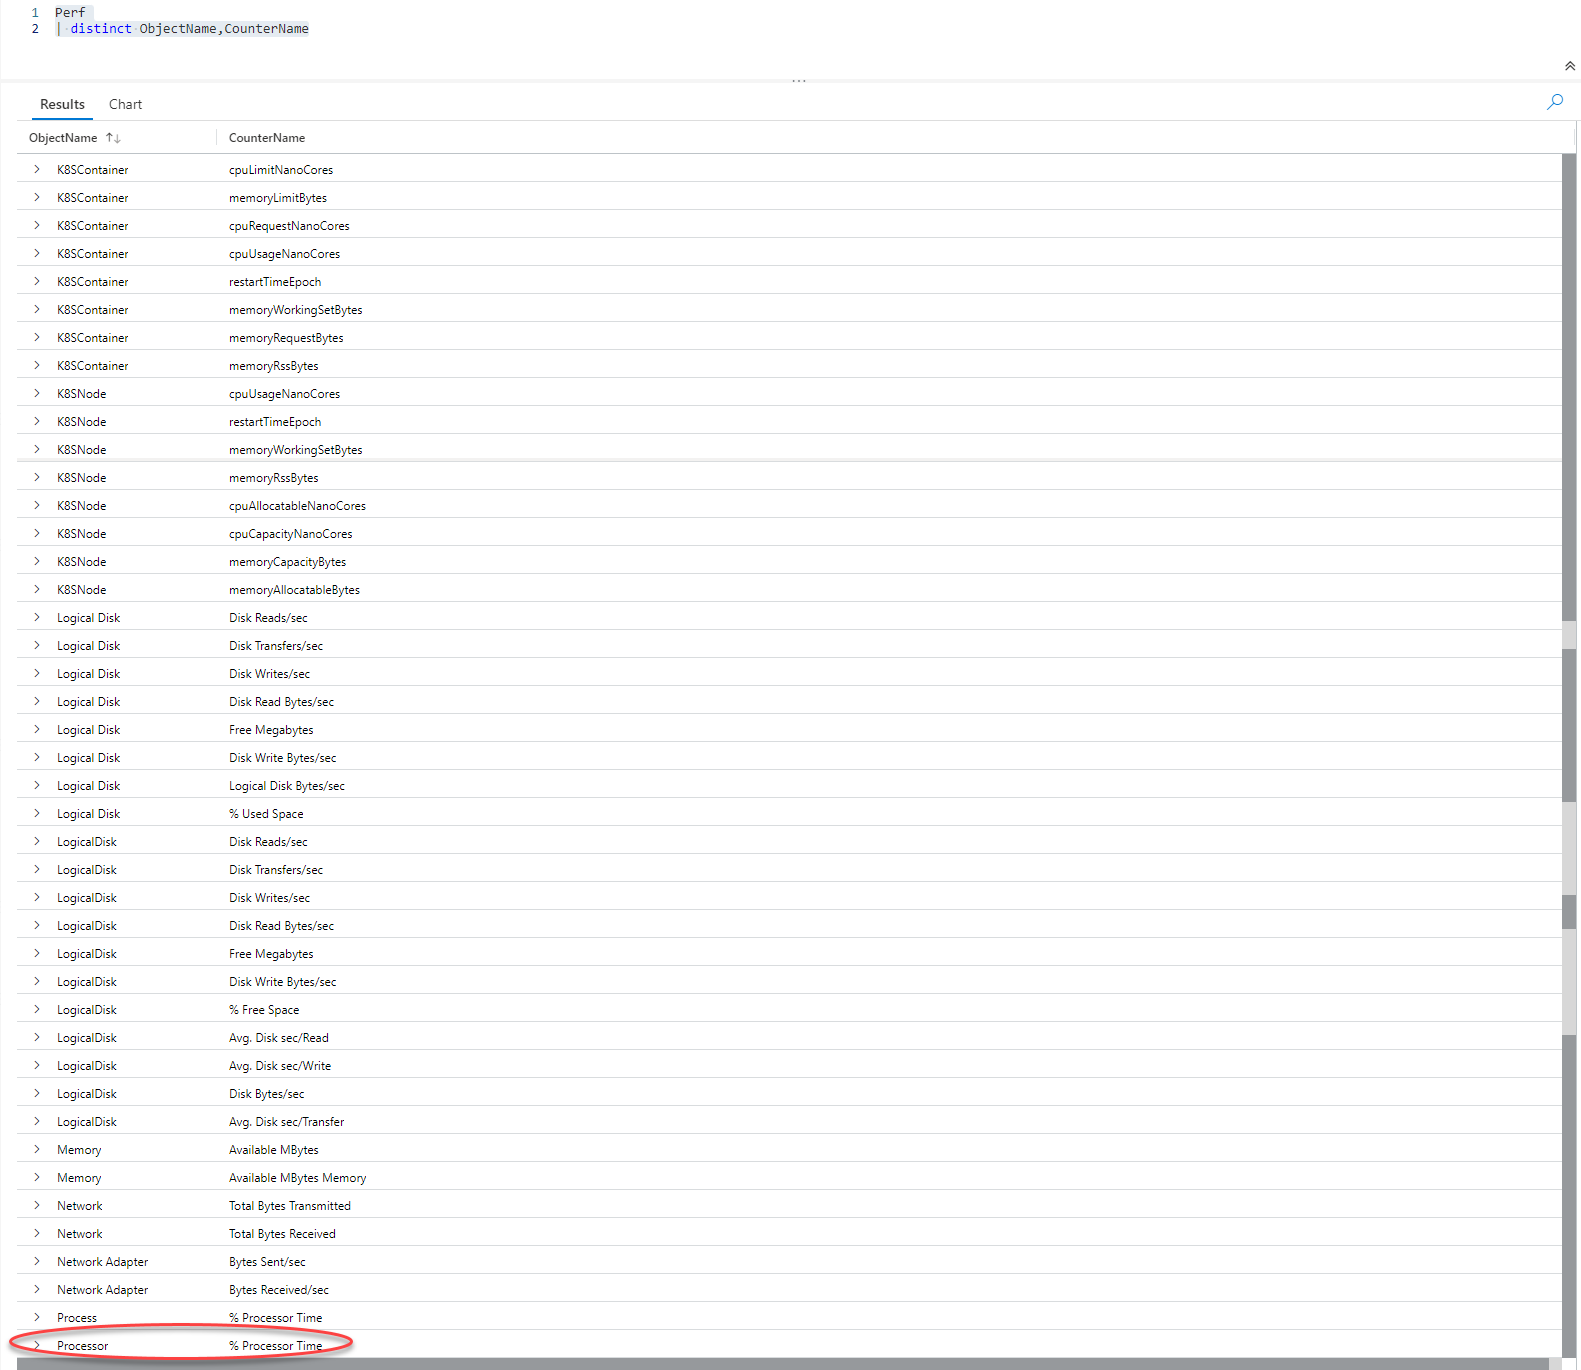 1 Perf
2 | distinct ObjectName,CounterName
Results Chart
ObjectName CounterName
K8SContainer cpuLimitNanoCores
K8SContainer memoryLimitBytes
K8SContainer cpuRequestNanoCores
K8SContainer cpuUsageNanoCores
K8SContainer restartTimeEpoch
K8SContainer memoryWorkingSetBytes
K8SContainer memoryRequestBytes
K8SContainer memoryRssBytes
K8SNode cpuUsageNanoCores
K8SNode restartTimeEpoch
K8SNode memoryWorkingSetBytes
K8SNode memoryRssBytes
K8SNode cpuAllocatableNanoCores
K8SNode cpuCapacityNanoCores
K8SNode memoryCapacityBytes
K8SNode memoryAllocatableBytes
Logical Disk Disk Reads/sec
Logical Disk Disk Transfers/sec
Logical Disk Disk Writes/sec
Logical Disk Disk Read Bytes/sec
Logical Disk Free Megabytes
Logical Disk Disk Write Bytes/sec
Logical Disk Logical Disk Bytes/sec
Logical Disk % Used Space
LogicalDisk Disk Reads/sec
LogicalDisk Disk Transfers/sec
LogicalDisk Disk Writes/sec
LogicalDisk Disk Read Bytes/sec
LogicalDisk Free Megabytes
LogicalDisk Disk Write Bytes/sec
LogicalDisk % Free Space
LogicalDisk Avg. Disk sec/Read
LogicalDisk Avg. Disk sec/Write
LogicalDisk Disk Bytes/sec
LogicalDisk Avg. Disk sec/Transfer
Memory Available MBytes
Memory Available MBytes Memory
Network Total Bytes Transmitted
Network Total Bytes Received
Network Adapter Bytes Sent/sec
Network Adapter Bytes Received/sec
Process % Processor Time
Processor % Processor Time